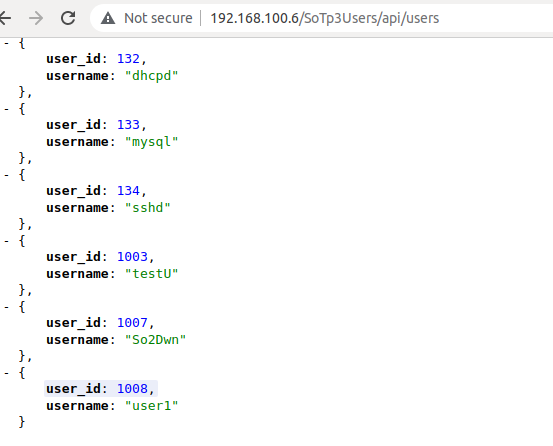 Not secure | 192.168.100.6/SoTp3Users/api/users
- {
user_id: 132,
username: "dhcpd"
},
- {
user_id: 133,
username: "mysql"
},
- {
user_id: 134,
username: "sshd"
},
- {
user_id: 1003,
username: "testU"
},
- {
user_id: 1007,
username: "So2Dwn"
},
- {
user_id: 1008,
username: "user1"
}